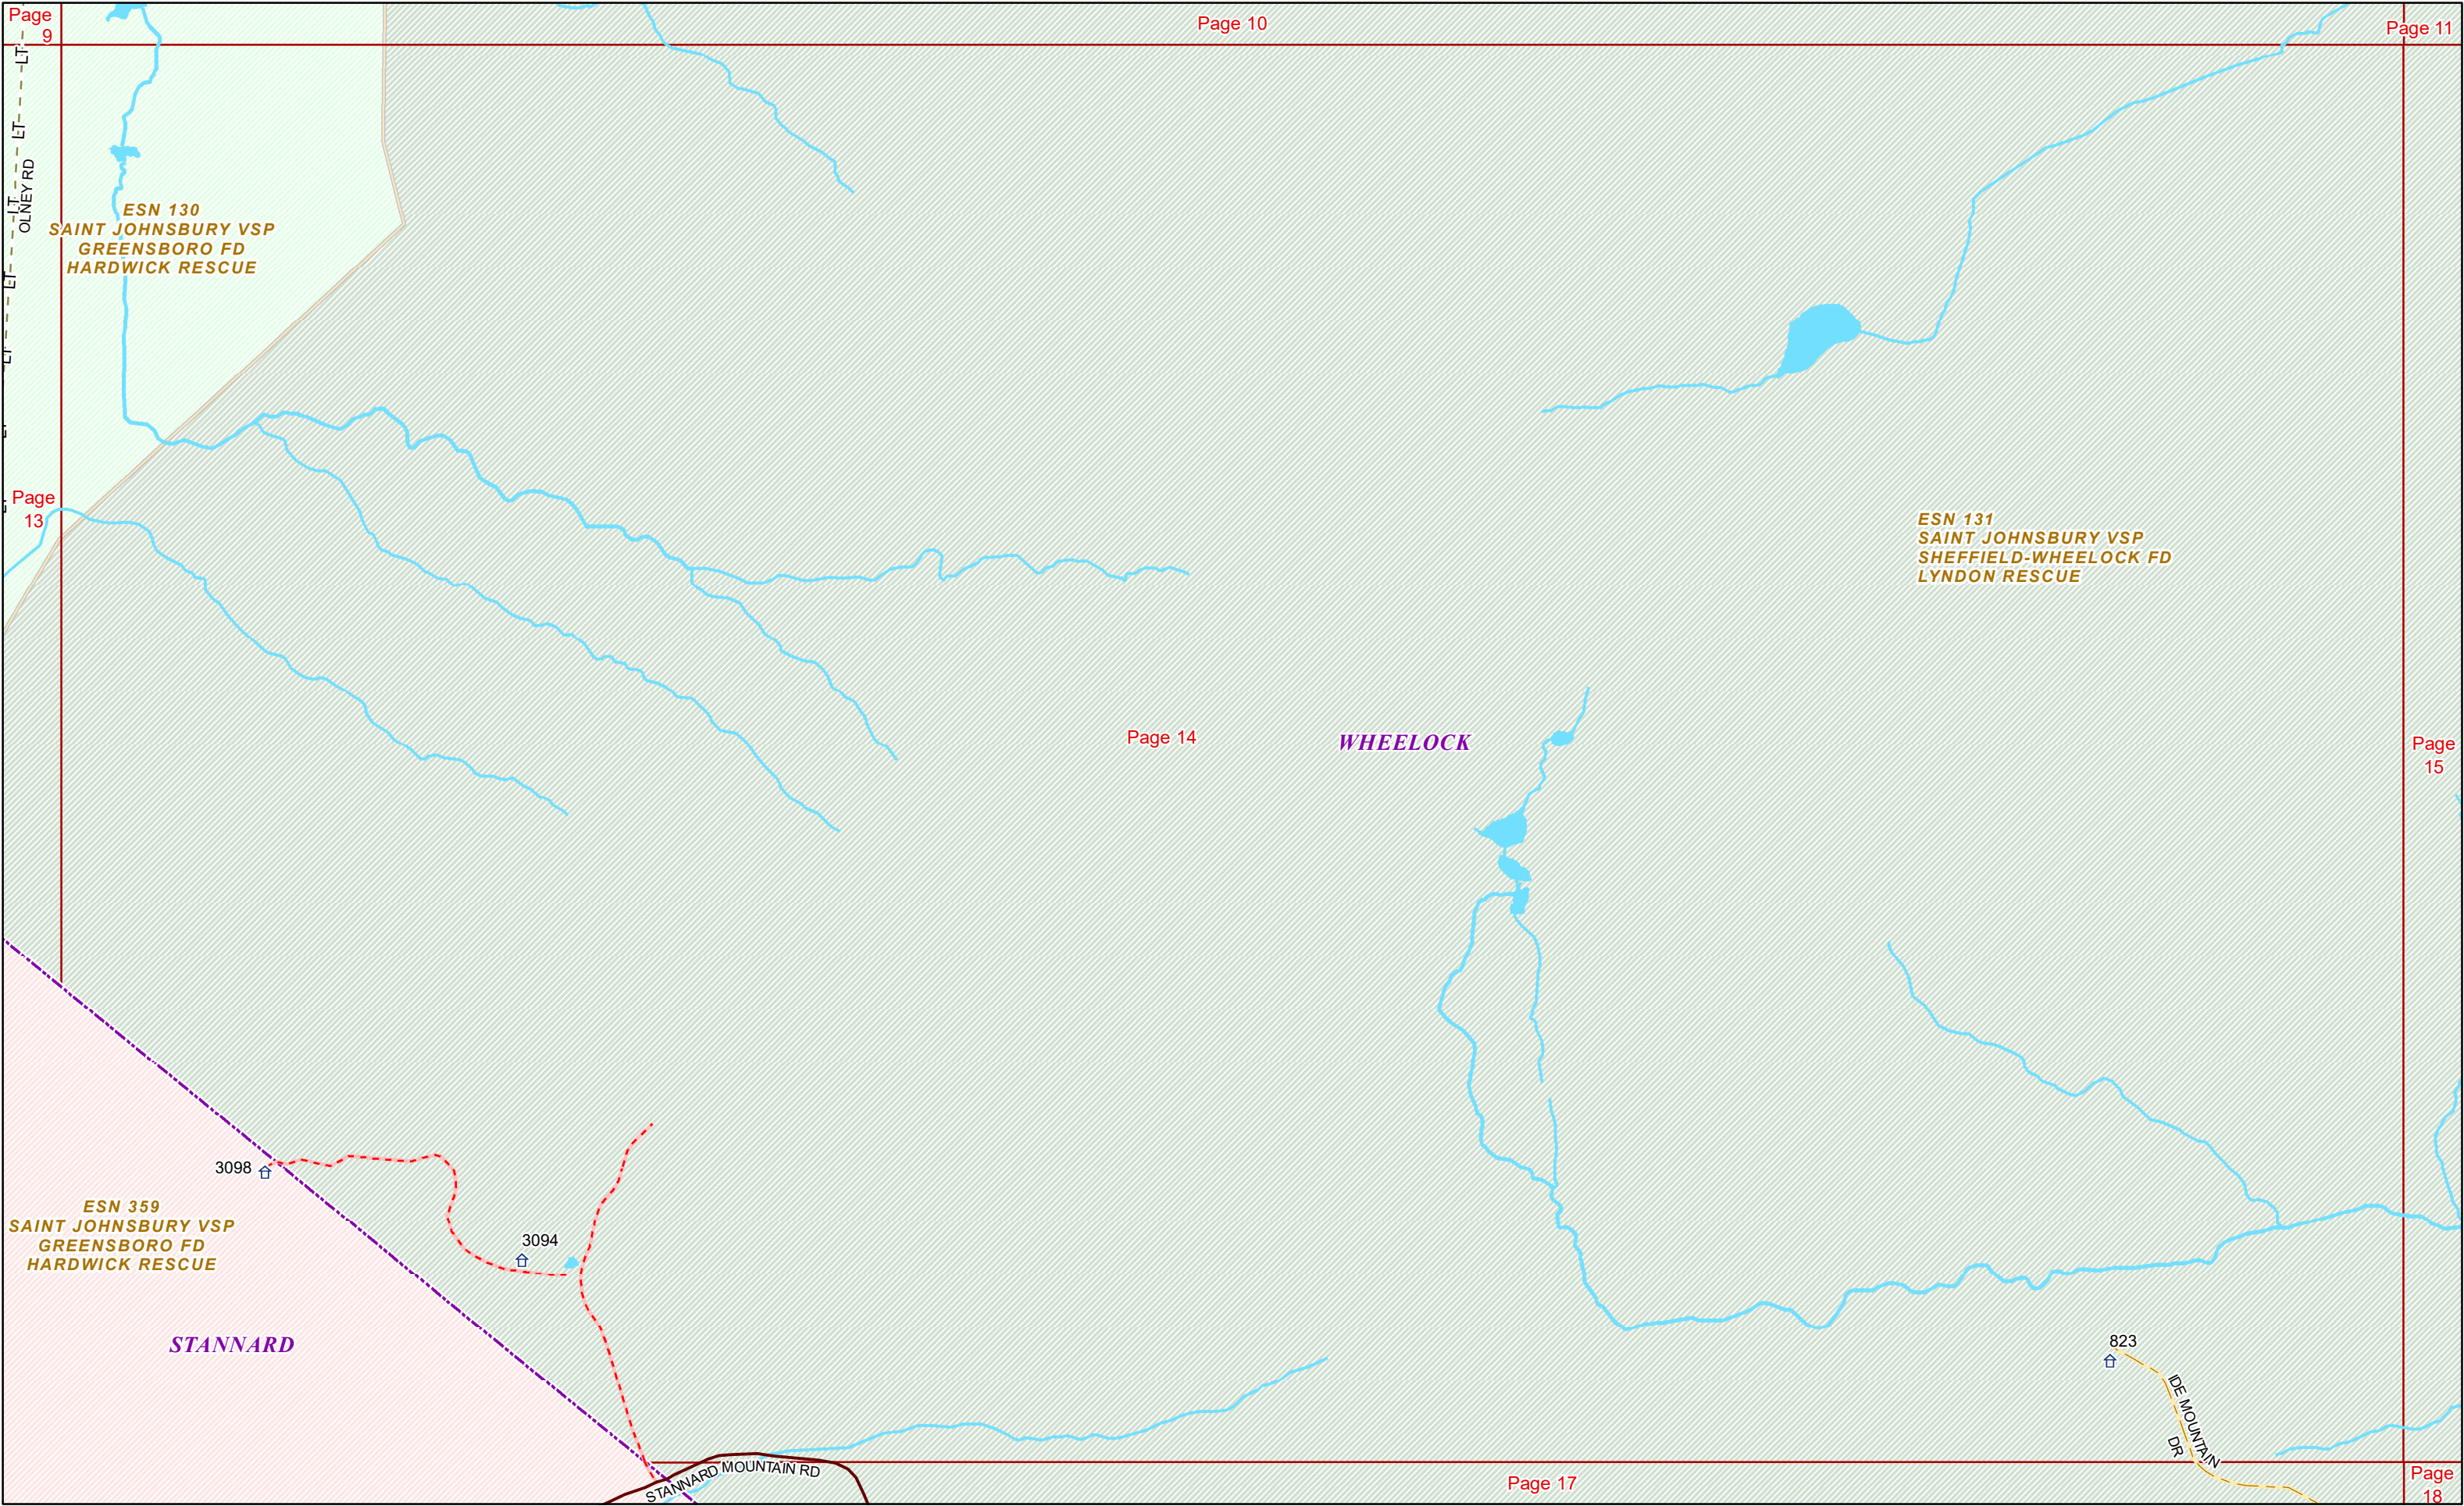 Page
9
Page 10
Page 11
LT
LT
LT
OLNEY RD
LT
LT
ESN 130
SAINT JOHNSBURY VSP
GREENSBORO FD
HARDWICK RESCUE
Page
13
ESN 131
SAINT JOHNSBURY VSP
SHEFFIELD-WHEELOCK FD
LYNDON RESCUE
Page 14
WHEELOCK
Page
15
3098
3094
ESN 359
SAINT JOHNSBURY VSP
GREENSBORO FD
HARDWICK RESCUE
STANNARD
823
IDE MOUNTAIN
DR
STANNARD MOUNTAIN RD
Page 17
Page
18